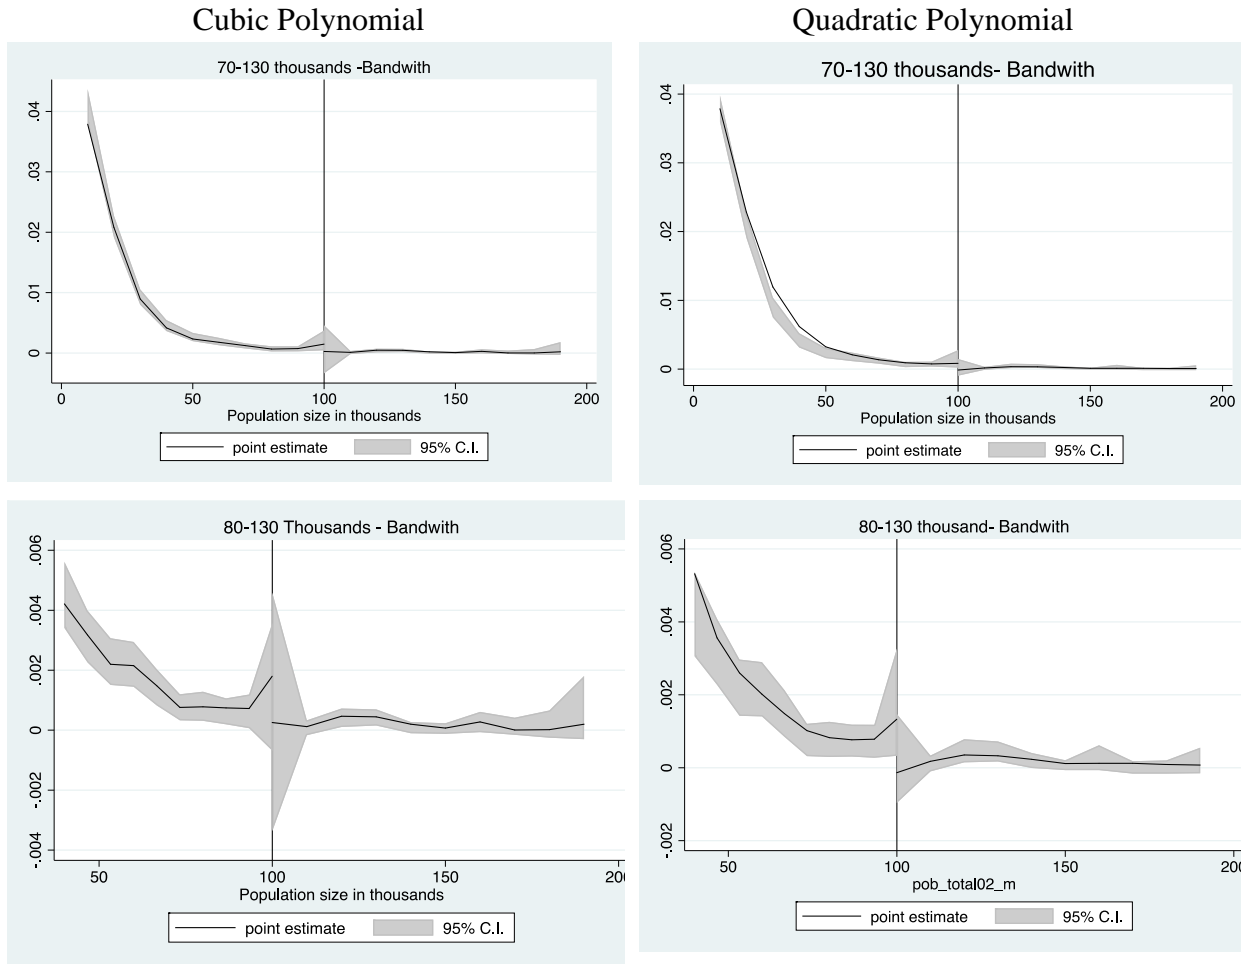 Cubic Polynomial
Quadratic Polynomial
70-130 thousands -Bandwith
.04
.03
.02
.01
0
0 50 100 150 200
Population size in thousands
point estimate 95% C.I.
70-130 thousands- Bandwith
.04
.03
.02
.01
0
0 50 100 150 200
Population size in thousands
point estimate 95% C.I.
80-130 Thousands - Bandwith
.006
.004
.002
0
-.002
-.004
50 100 150 200
Population size in thousands
point estimate 95% C.I.
80-130 thousand- Bandwith
.006
.004
.002
0
-.002
50 100 150 200
pob_total02_m
point estimate 95% C.I.